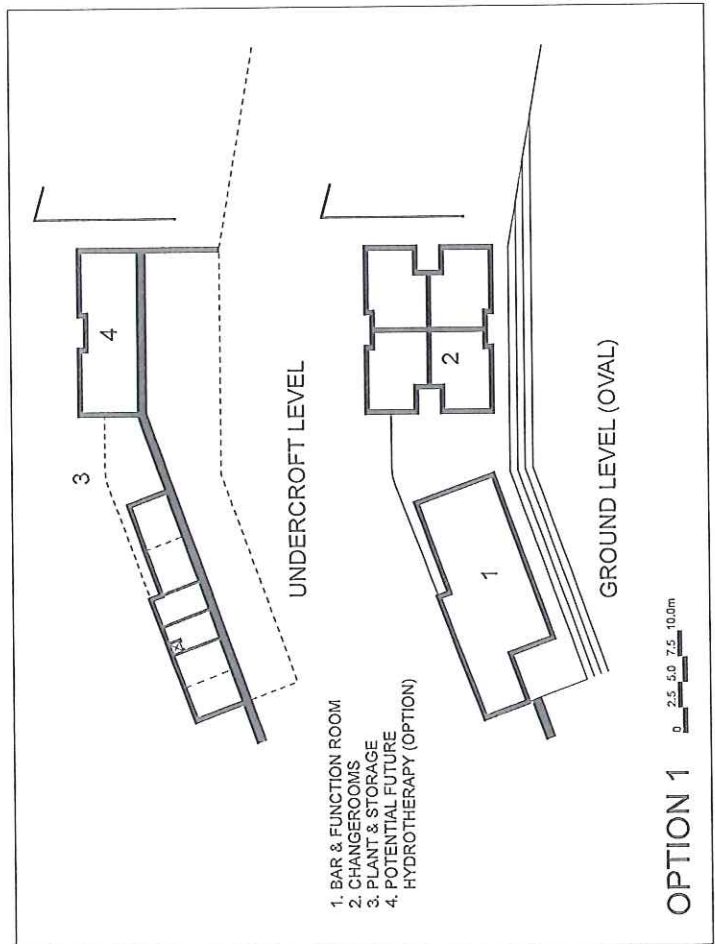 4
3
UNDERCROFT LEVEL
2
1
GROUND LEVEL (OVAL)
1. BAR & FUNCTION ROOM
2. CHANGEROOMS
3. PLANT & STORAGE
4. POTENTIAL FUTURE
HYDROTHERAPY (OPTION)
OPTION 1
0 2.5 5.0 7.5 10.0m